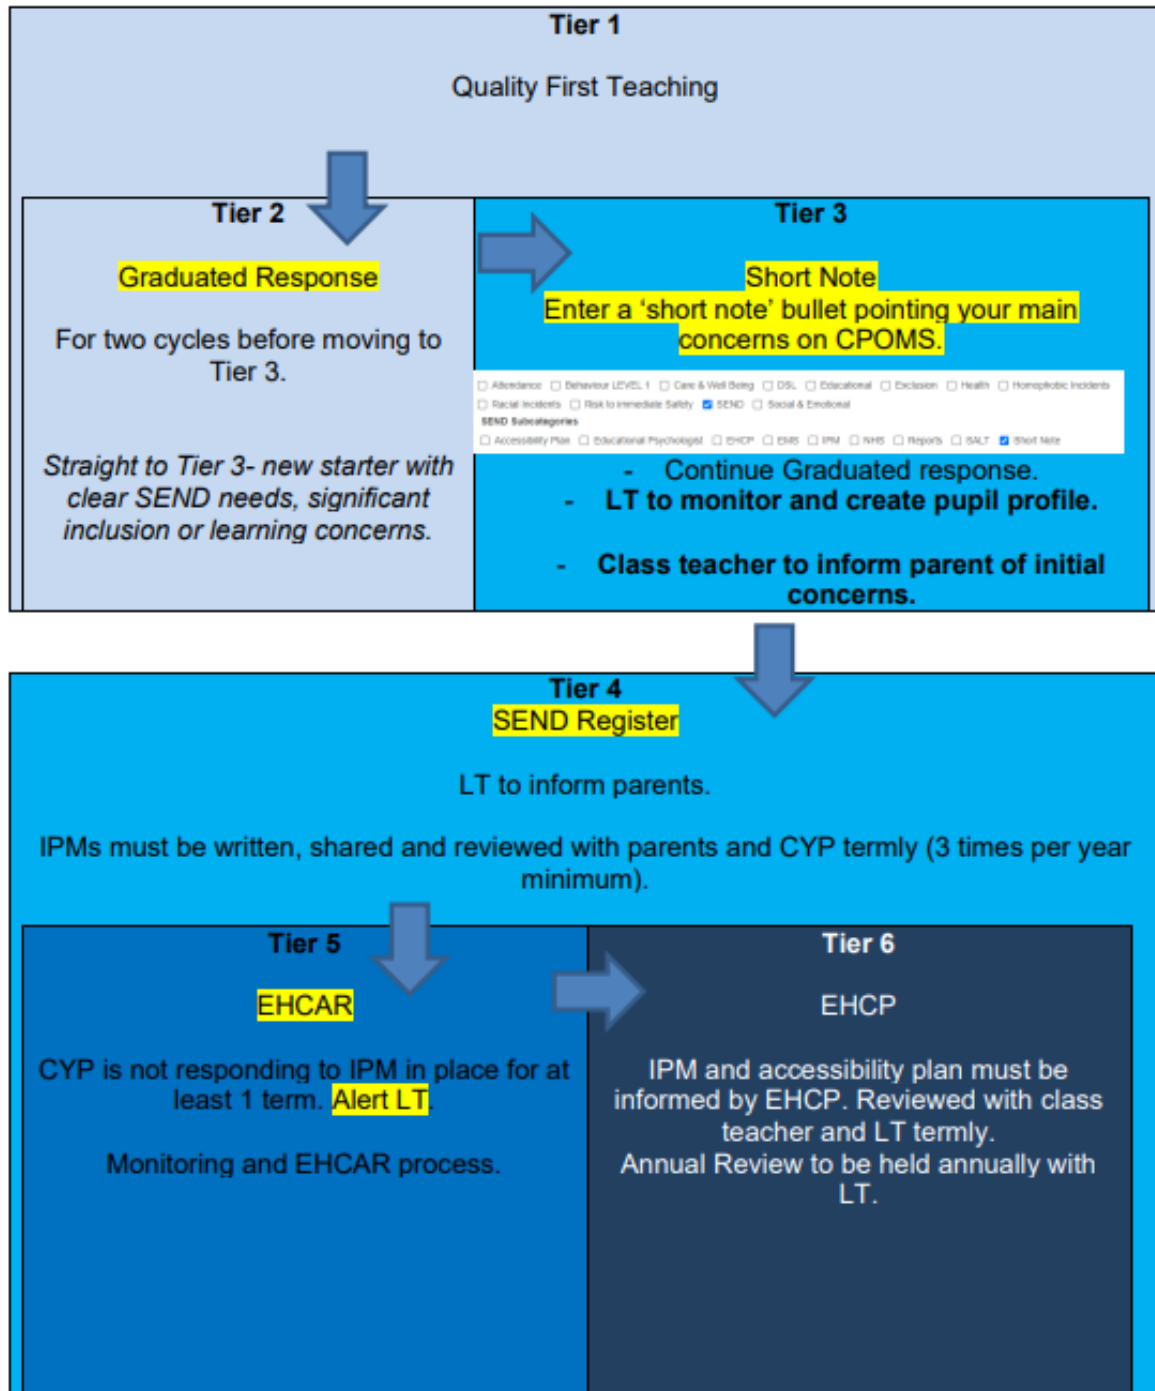 Tier 1
Quality First Teaching
Tier 2
Graduated Response
For two cycles before moving to
Tier 3.
Straight to Tier 3- new starter with
clear SEND needs, significant
inclusion or learning concerns.
Tier 3
Short Note
Enter a ‘short note’ bullet pointing your main
concerns on CPOMS.
Attendance Behaviour LEVEL 1 Care & Well Being DSL Educational Exclusion Health Homophobic Incidents
Racial Incidents Risk to Immediate Safety SEND Social & Emotional
SEND Subcategories
Accessibility Plan Educational Psychologist EHCP EMS IPM NHS Reports SALT Short Note
- Continue Graduated response.
- LT to monitor and create pupil profile.
- Class teacher to inform parent of initial
concerns.
Tier 4
SEND Register
LT to inform parents.
IPMs must be written, shared and reviewed with parents and CYP termly (3 times per year
minimum).
Tier 5
EHCAR
CYP is not responding to IPM in place for at
least 1 term. Alert LT.
Monitoring and EHCAR process.
Tier 6
EHCP
IPM and accessibility plan must be
informed by EHCP. Reviewed with class
teacher and LT termly.
Annual Review to be held annually with
LT.